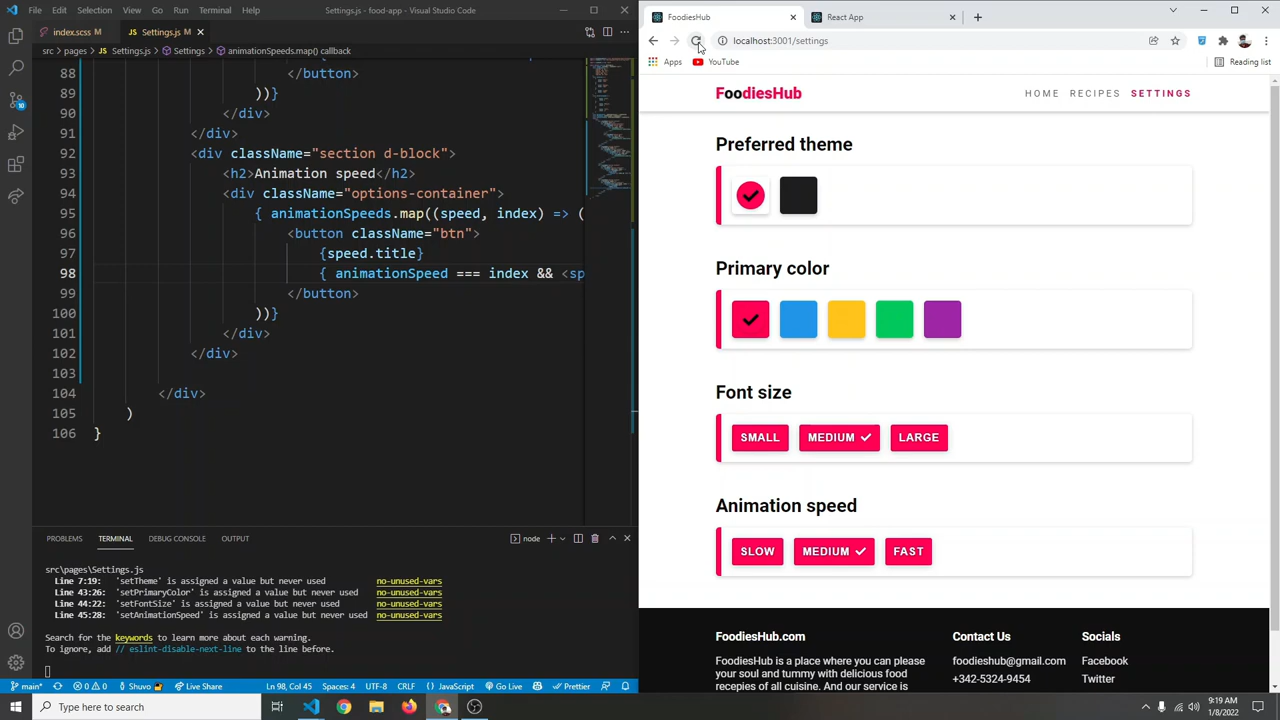 File Edit Selection View Go Run Terminal Help Settings.js - food-app - Visual Studio Code
index.scss M Settings.js M
src > pages > Settings.js > Settings > animationSpeeds.map() callback
88 </button>
89 ))}
90 </div>
91 </div>
92 <div className="section d-block">
93 <h2>Animation speed</h2>
94 <div className="options-container">
95 { animationSpeeds.map((speed, index) => (
96 <button className="btn">
97 {speed.title}
98 { animationSpeed === index && <sp
99 </button>
100 ))}
101 </div>
102 </div>
103
104 </div>
105 )
106 }
PROBLEMS TERMINAL DEBUG CONSOLE OUTPUT node
src\pages\Settings.js
Line 7:19: 'setTheme' is assigned a value but never used no-unused-vars
Line 43:26: 'setPrimaryColor' is assigned a value but never used no-unused-vars
Line 44:22: 'setFontSize' is assigned a value but never used no-unused-vars
Line 45:28: 'setAnimationSpeed' is assigned a value but never used no-unused-vars
Search for the keywords to learn more about each warning.
To ignore, add // eslint-disable-next-line to the line before.
main* 0 0 Shuvo Live Share Ln 98, Col 45 Spaces: 4 UTF-8 CRLF JavaScript Go Live Prettier
FoodiesHub React App
localhost:3001/settings
Apps YouTube Reading list
FoodiesHub HOME RECIPES SETTINGS
Preferred theme
Primary color
Font size
SMALL MEDIUM LARGE
Animation speed
SLOW MEDIUM FAST
FoodiesHub.com Contact Us Socials
FoodiesHub is a place where you can please foodieshub@gmail.com Facebook
your soul and tummy with delicious food +342-5324-9454 Twitter
recepies of all cuisine. And our service is
Type here to search
9:19 AM
1/8/2022